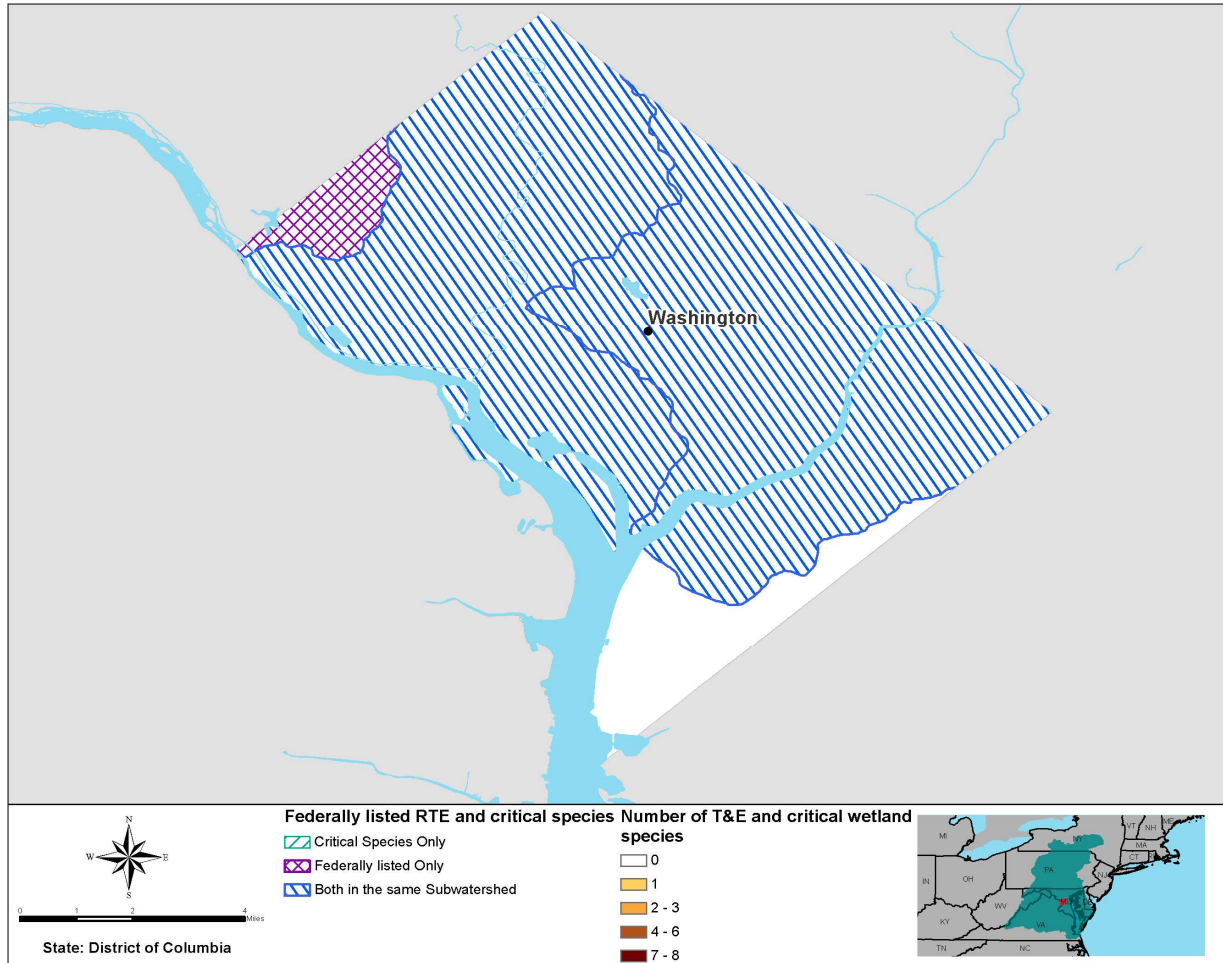 Washington
N
W
E
S
0
1
2
4
Miles
State: District of Columbia
Federally listed RTE and critical species
Critical Species Only
Federally listed Only
Both in the same Subwatershed
Number of T&E and critical wetland
species
0
1
2 - 3
4 - 6
7 - 8
MI
NY
VT
NH
ME
MA
CT
PA
NJ
IN
OH
WV
VA
KY
TN
NC